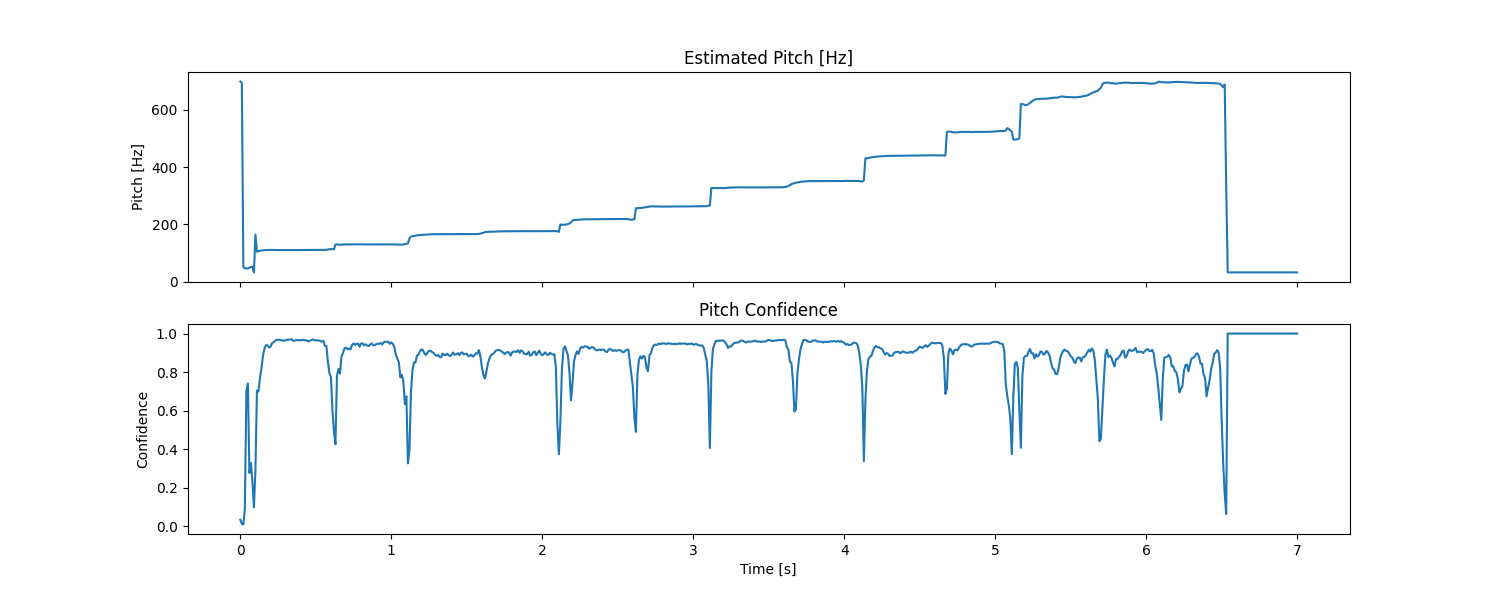 Estimated Pitch [Hz]
600
400
200
0
Pitch [Hz]
Pitch Confidence
1.0
0.8
0.6
0.4
0.2
0.0
Confidence
0 1 2 3 4 5 6 7
Time [s]